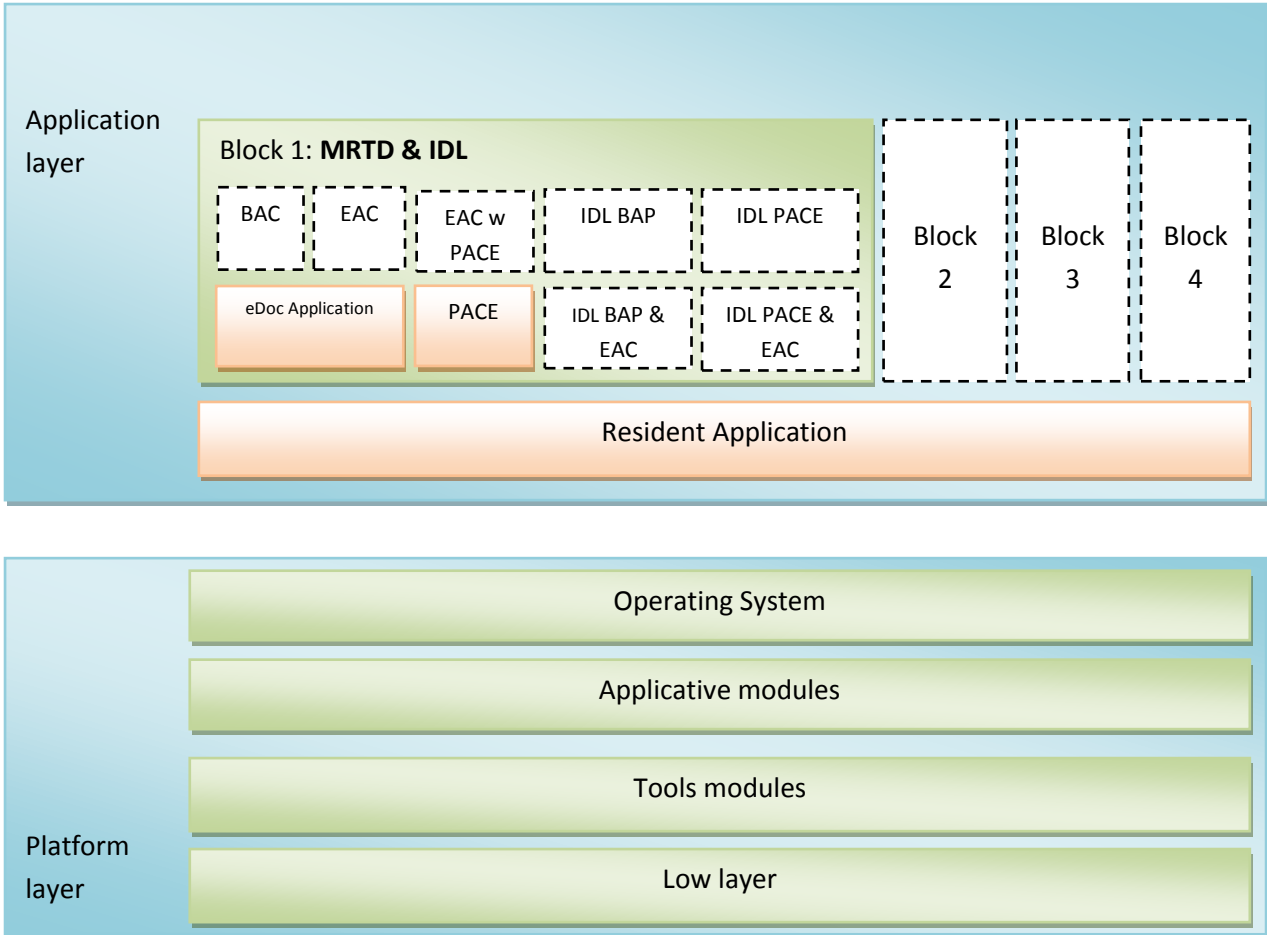 Application
layer
Block 1: MRTD & IDL
BAC
EAC
EAC w
PACE
IDL BAP
IDL PACE
eDoc Application
PACE
IDL BAP &
EAC
IDL PACE &
EAC
Block
2
Block
3
Block
4
Resident Application
Operating System
Applicative modules
Tools modules
Platform
layer
Low layer